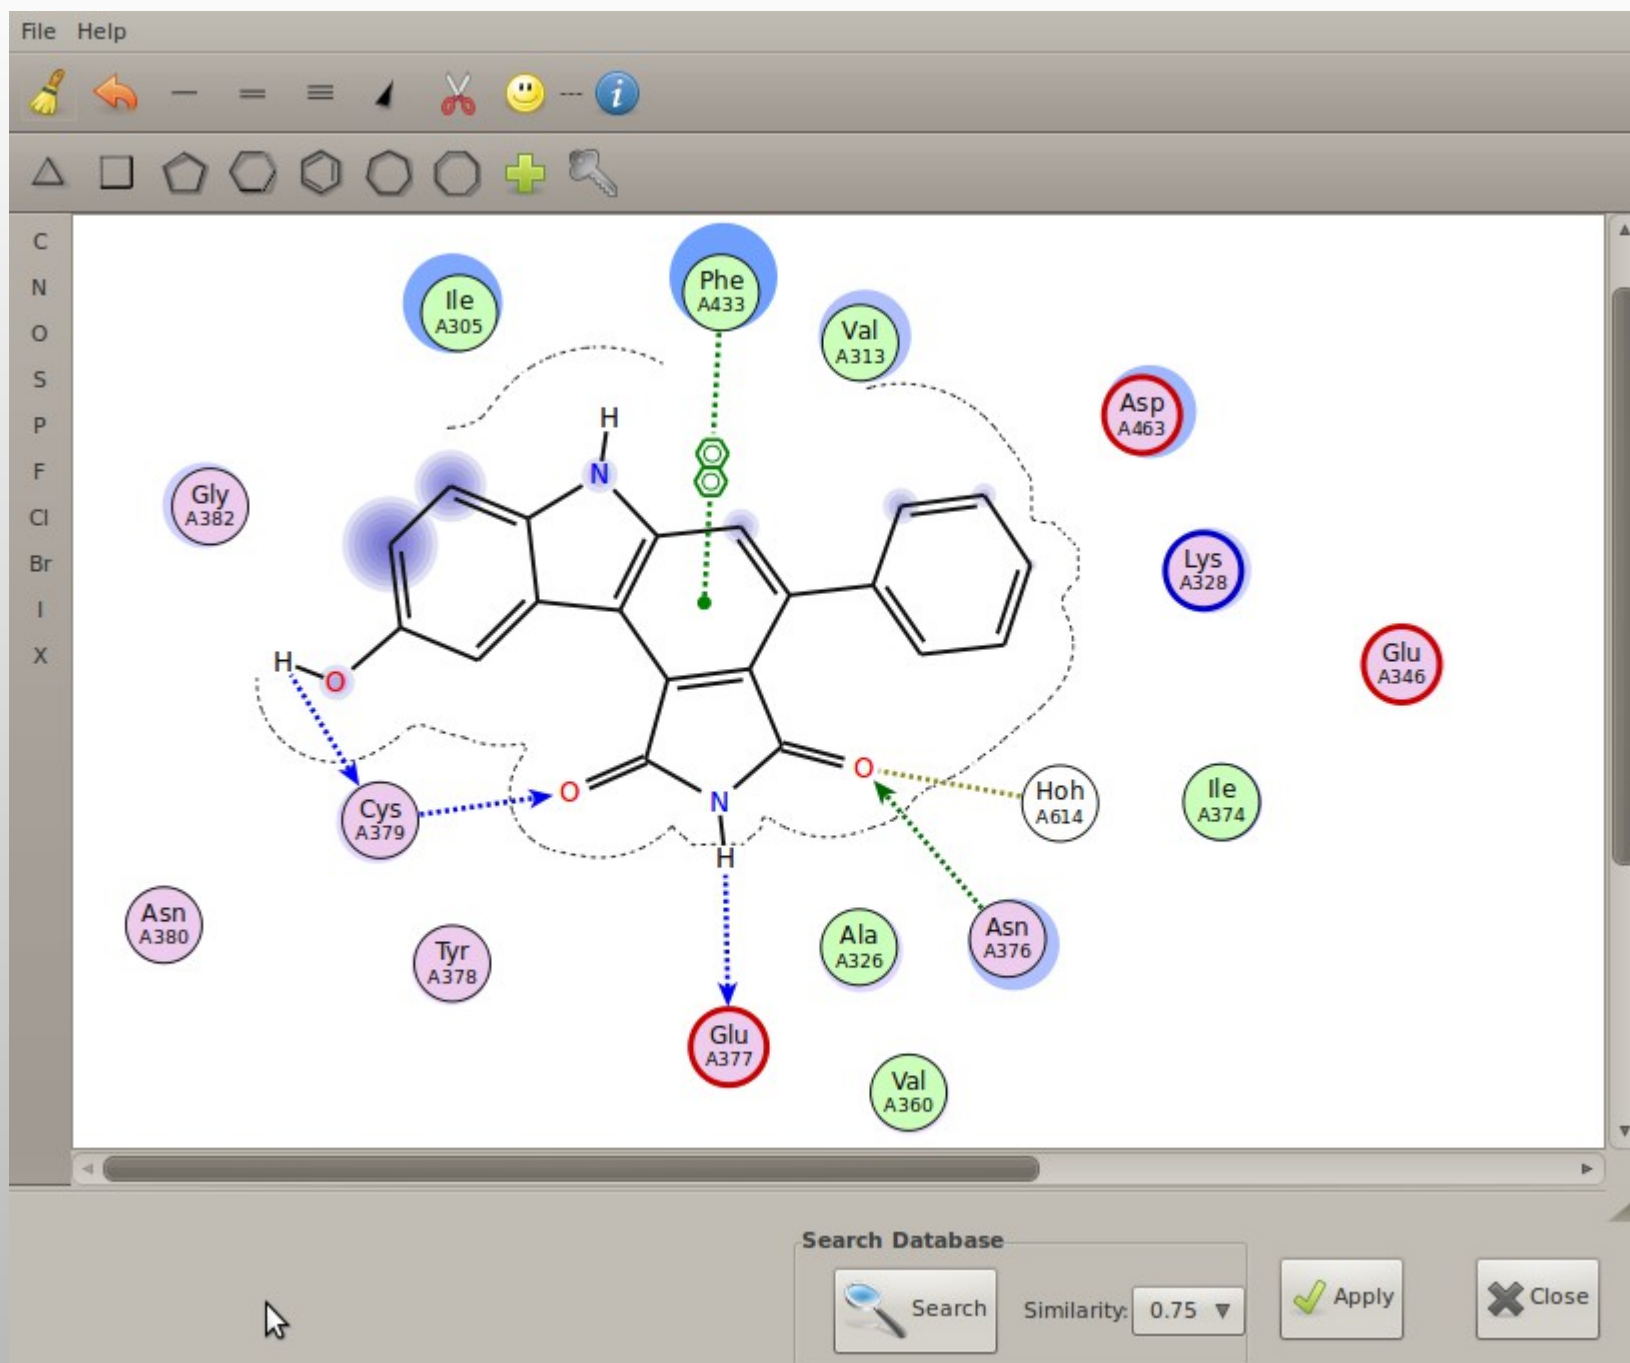 File Help
C
N
O
S
P
F
Cl
Br
I
X
Ile
A305
Phe
A433
Val
A313
Asp
A463
H
N
Gly
A382
Lys
A328
Glu
A346
H
O
O
N
O
H
Cys
A379
Hoh
A614
Ile
A374
Asn
A380
Tyr
A378
Ala
A326
Asn
A376
Glu
A377
Val
A360
Search Database
Search Similarity: 0.75
Apply
Close